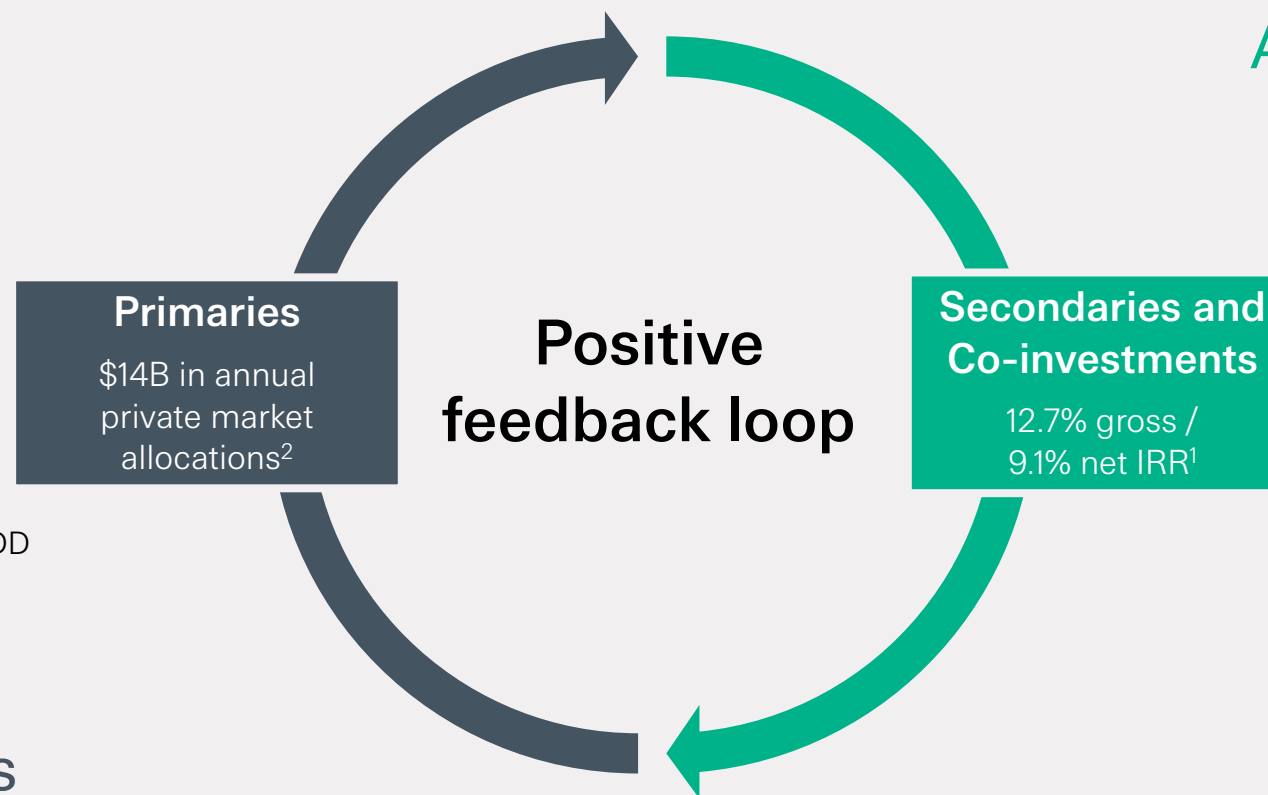 A
Primaries
$14B in annual
private market
allocations²
Positive
feedback loop
Secondaries and
Co-investments
12.7% gross /
9.1% net IRR¹
DD
s